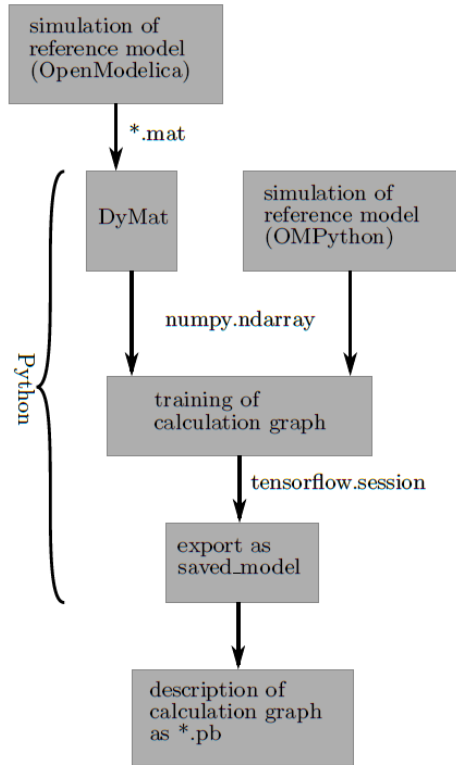 simulation of
reference model
(OpenModelica)
*.mat
DyMat
simulation of
reference model
(OMPython)
numpy.ndarray
Python
training of
calculation graph
tensorflow.session
export as
saved_model
description of
calculation graph
as *.pb